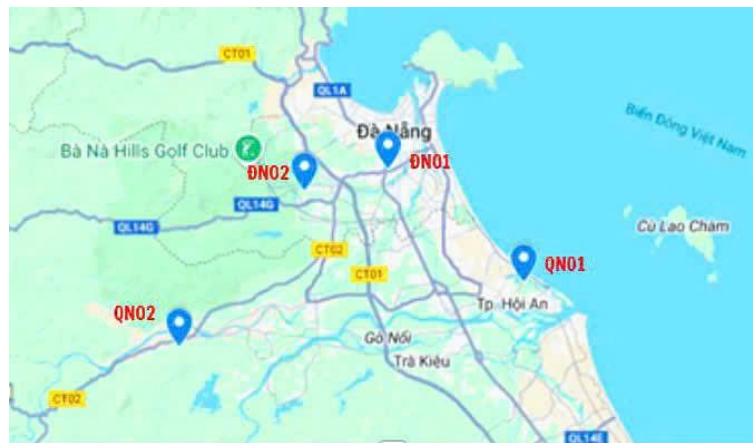 CT01
QL1A
Biển Đông Việt Nam
Đà Nẵng
Bà Nà Hills Golf Club
ĐN02
ĐN01
QL14G
QL14G
Cù Lao Chàm
CT02
CT01
QN01
QN02
Tp. Hội An
Gò Nổi
Trà Kiệu
CT02
QL14E